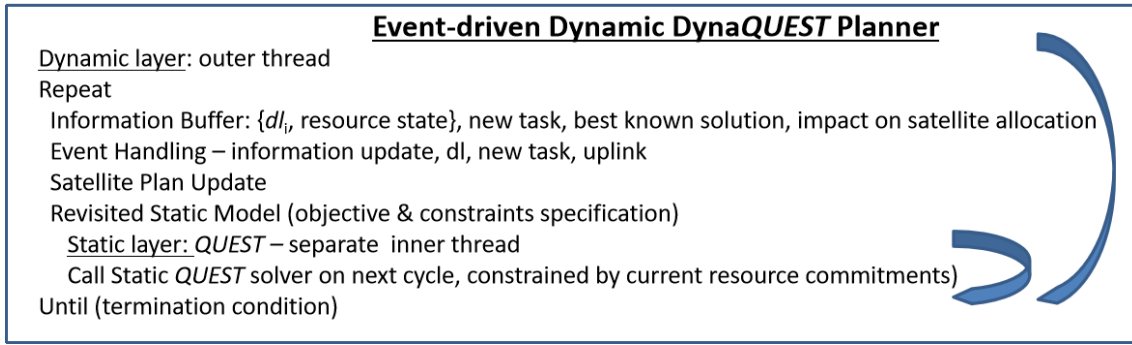 Event-driven Dynamic DynaQUEST Planner
Dynamic layer: outer thread
Repeat
Information Buffer: {dli, resource state}, new task, best known solution, impact on satellite allocation
Event Handling – information update, dl, new task, uplink
Satellite Plan Update
Revisited Static Model (objective & constraints specification)
Static layer: QUEST – separate inner thread
Call Static QUEST solver on next cycle, constrained by current resource commitments)
Until (termination condition)